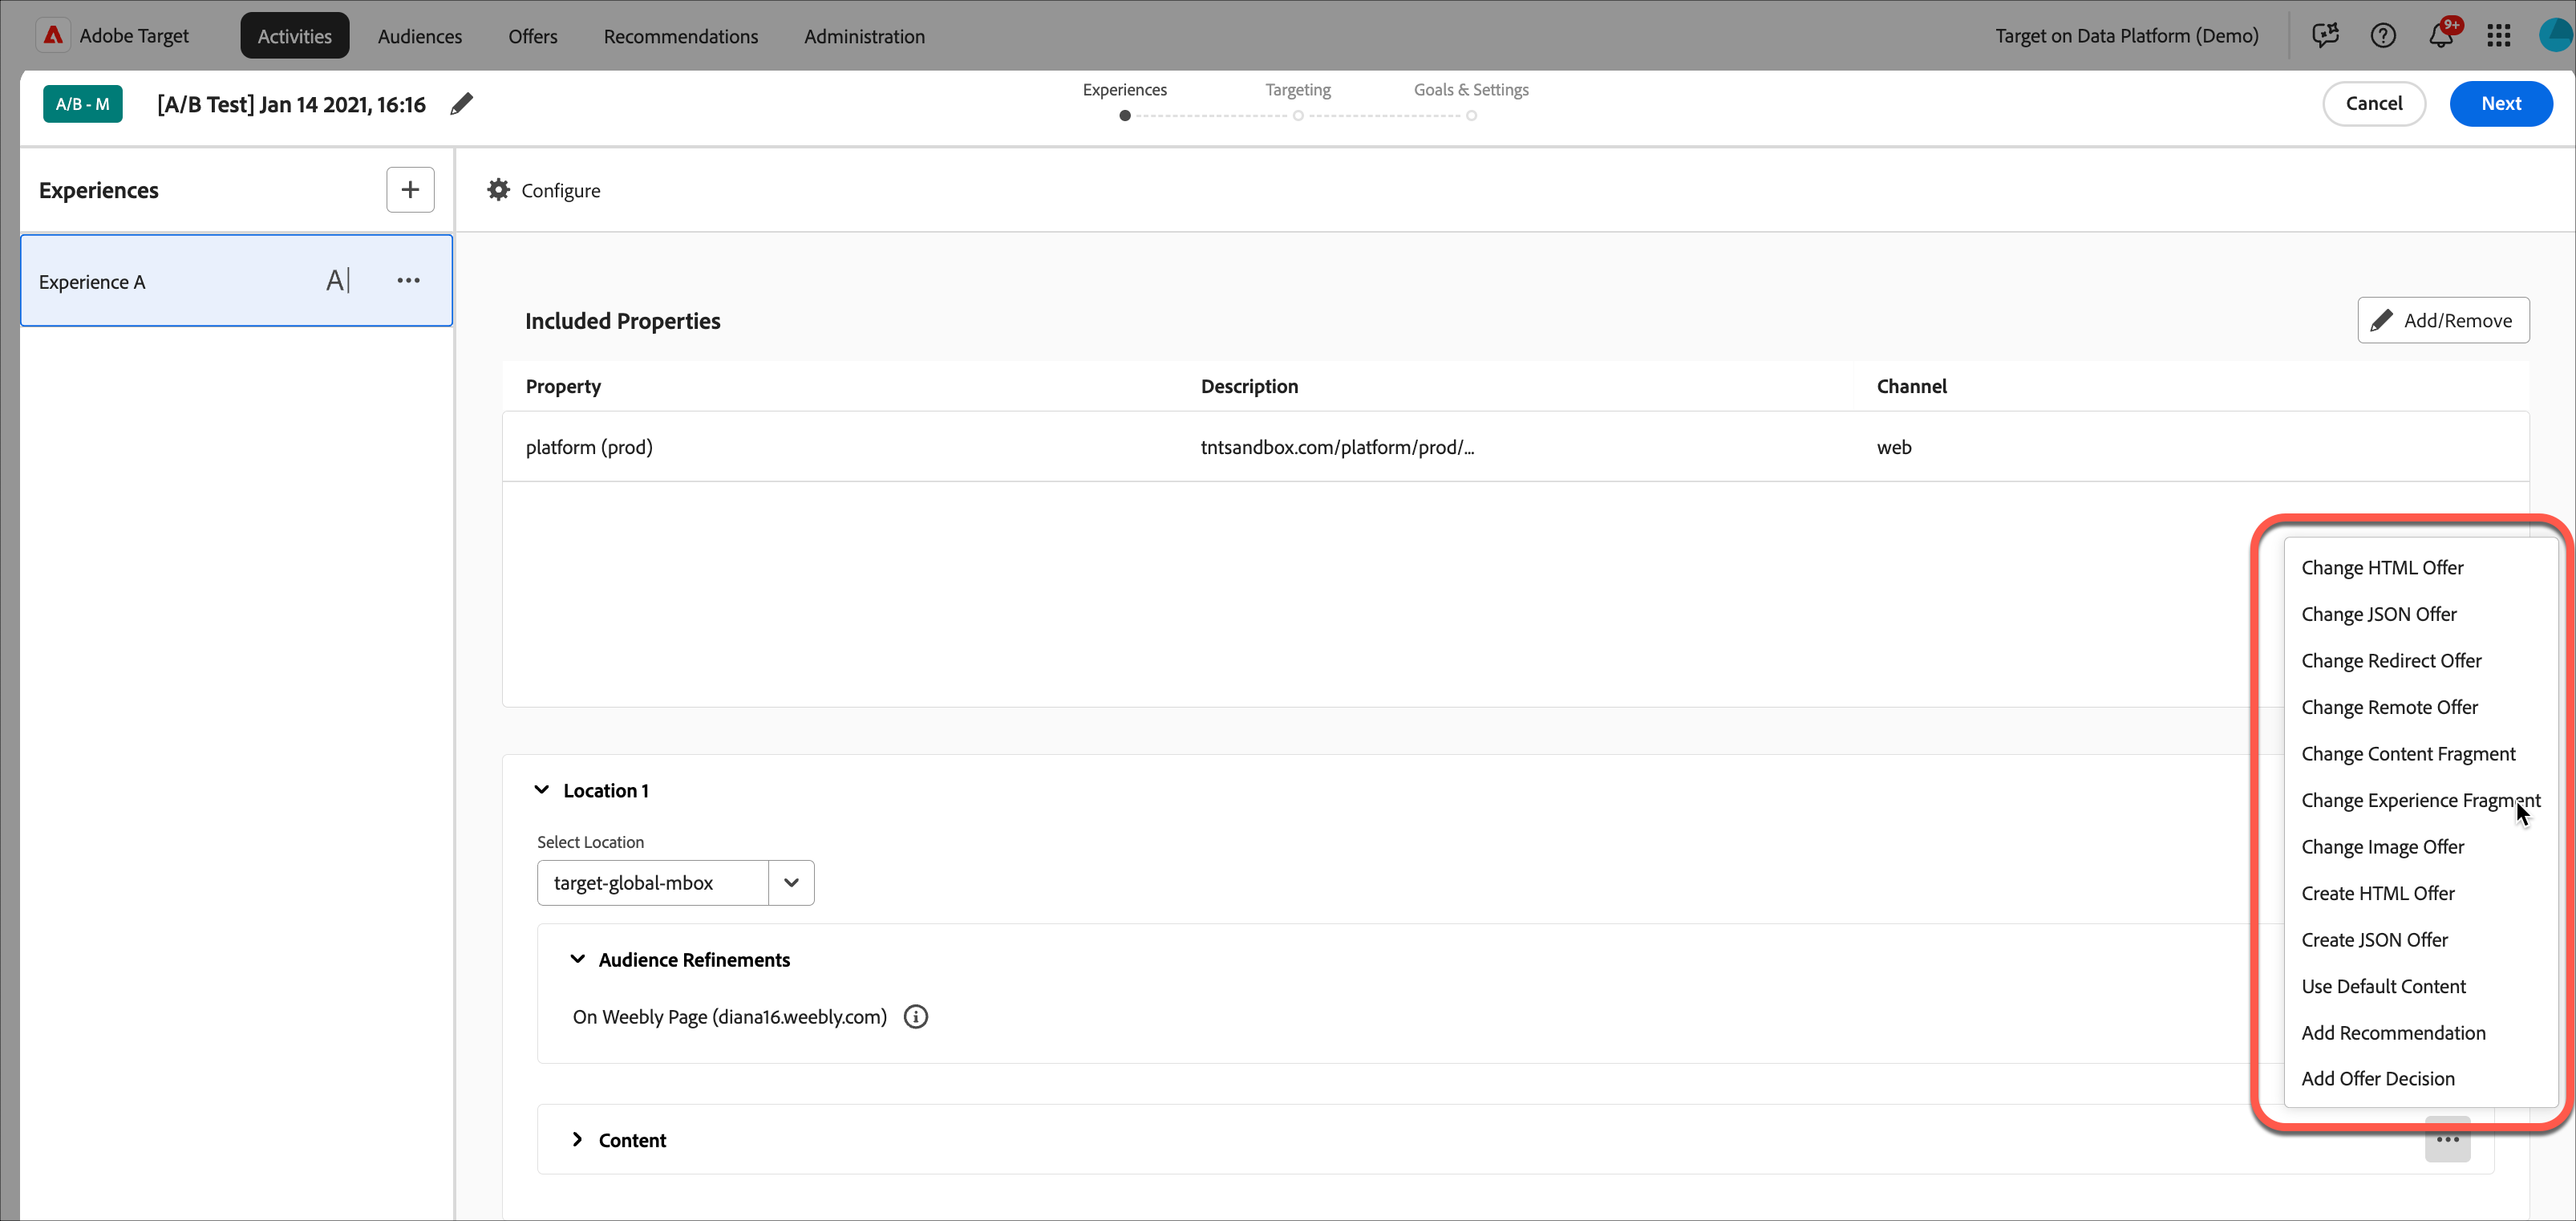 Adobe Target
Activities
Audiences
Offers
Recommendations
Administration
Target on Data Platform (Demo)
9+
A/B - M
[A/B Test] Jan 14 2021, 16:16
Experiences
Targeting
Goals & Settings
Cancel
Next
Experiences
Configure
Experience A
A|
Included Properties
Add/Remove
Property
Description
Channel
platform (prod)
tntsandbox.com/platform/prod/...
web
Change HTML Offer
Change JSON Offer
Change Redirect Offer
Change Remote Offer
Change Content Fragment
Change Experience Fragment
Change Image Offer
Create HTML Offer
Create JSON Offer
Use Default Content
Add Recommendation
Add Offer Decision
Location 1
Select Location
target-global-mbox
Audience Refinements
On Weebly Page (diana16.weebly.com)
Content